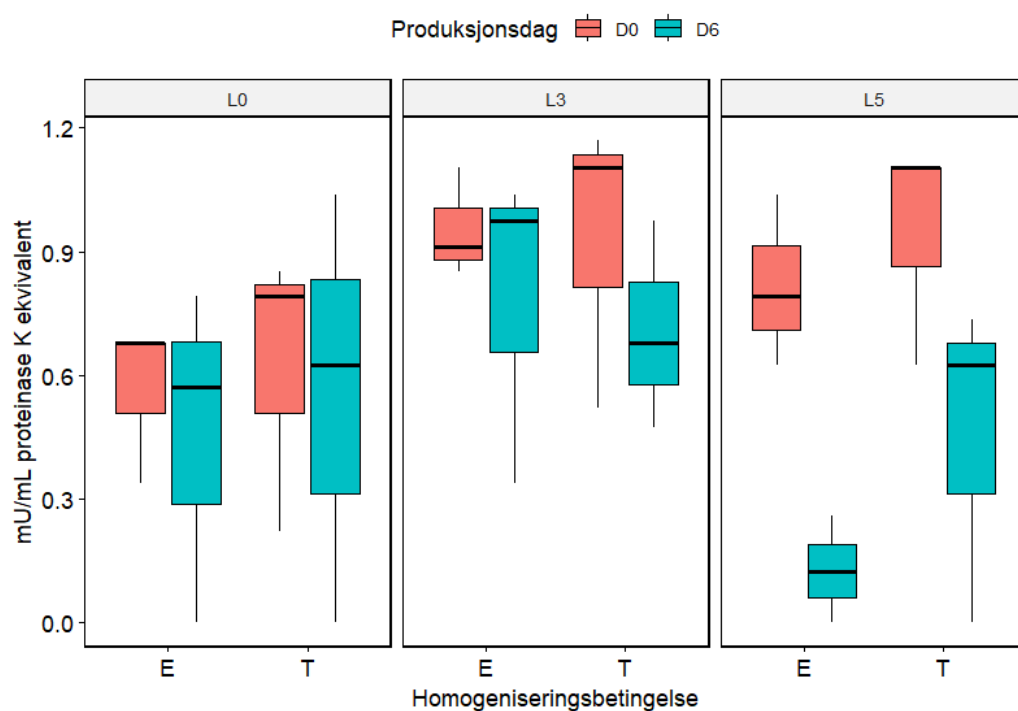 Produksjonsdag D0 D6
L0 L3 L5
mU/mL proteinase K ekvivalent
1.2
0.9
0.6
0.3
0.0
E T E T E T
Homogeniseringsbetingelse